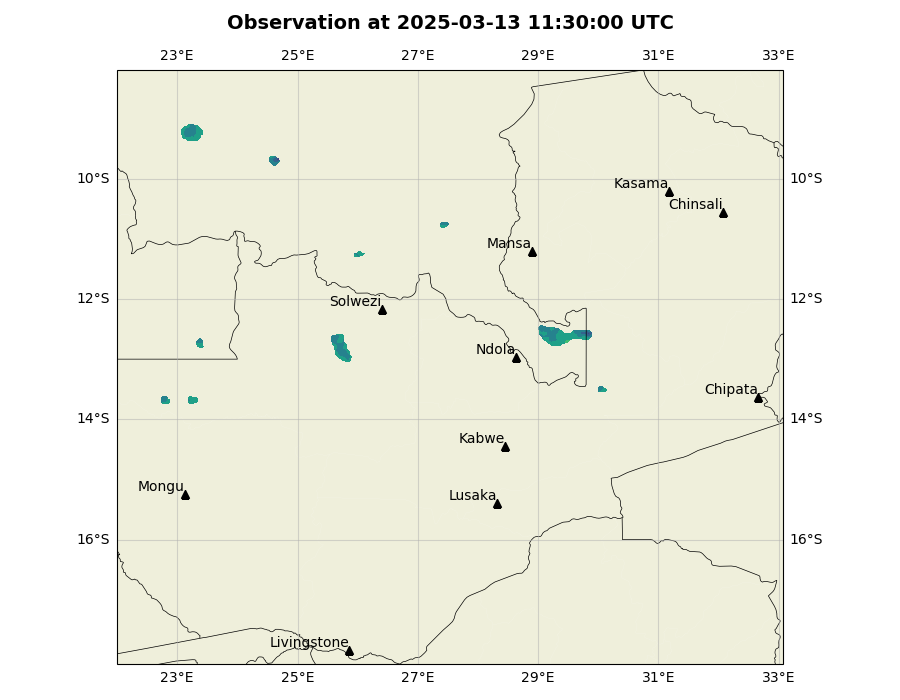 Observation at 2025-03-13 11:30:00 UTC
23°E 25°E 27°E 29°E 31°E 33°E
10°S 10°S
Kasama
Chinsali
Mansa
12°S 12°S
Solwezi
Ndola
Chipata
14°S 14°S
Kabwe
Mongu
Lusaka
16°S 16°S
Livingstone
23°E 25°E 27°E 29°E 31°E 33°E